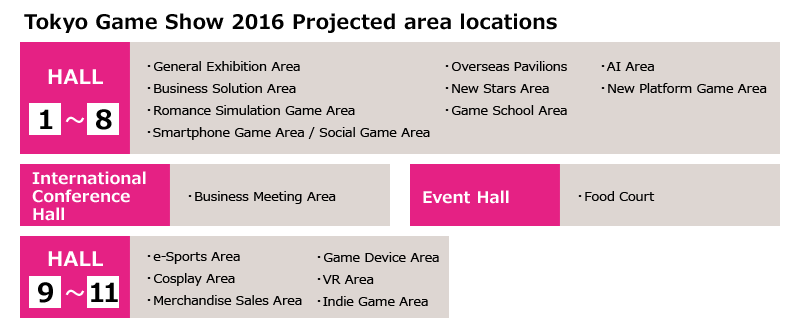 Tokyo Game Show 2016 Projected area locations
HALL
1 ～ 8
・General Exhibition Area
・Business Solution Area
・Romance Simulation Game Area
・Smartphone Game Area / Social Game Area
・Overseas Pavilions
・New Stars Area
・Game School Area
・AI Area
・New Platform Game Area
International
Conference
Hall
・Business Meeting Area
Event Hall
・Food Court
HALL
9 ～ 11
・e-Sports Area
・Cosplay Area
・Merchandise Sales Area
・Game Device Area
・VR Area
・Indie Game Area